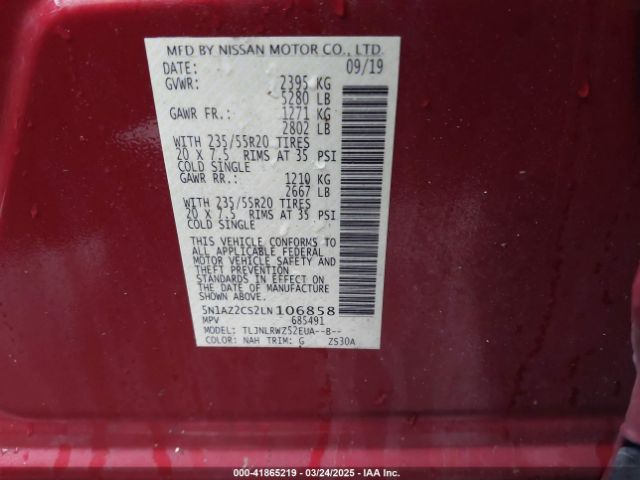 MFD BY NISSAN MOTOR CO., LTD.
DATE: 09/19
GVWR: 2395 KG
5280 LB
GAWR FR.: 1271 KG
2802 LB
WITH 235/55R20 TIRES
20 X 7.5 RIMS AT 35 PSI
COLD SINGLE
GAWR RR.: 1210 KG
2667 LB
WITH 235/55R20 TIRES
20 X 7.5 RIMS AT 35 PSI
COLD SINGLE
THIS VEHICLE CONFORMS TO
ALL APPLICABLE FEDERAL
MOTOR VEHICLE SAFETY AND
THEFT PREVENTION
STANDARDS IN EFFECT ON
THE DATE OF MANUFACTURE
SHOWN ABOVE.
5N1AZ2CS2LN106858
MPV 685491
MODEL: TLJNLRWZS2EUA--B--
COLOR: NAH TRIM: G ZS30A
000-41865219 - 03/24/2025 - IAA Inc.